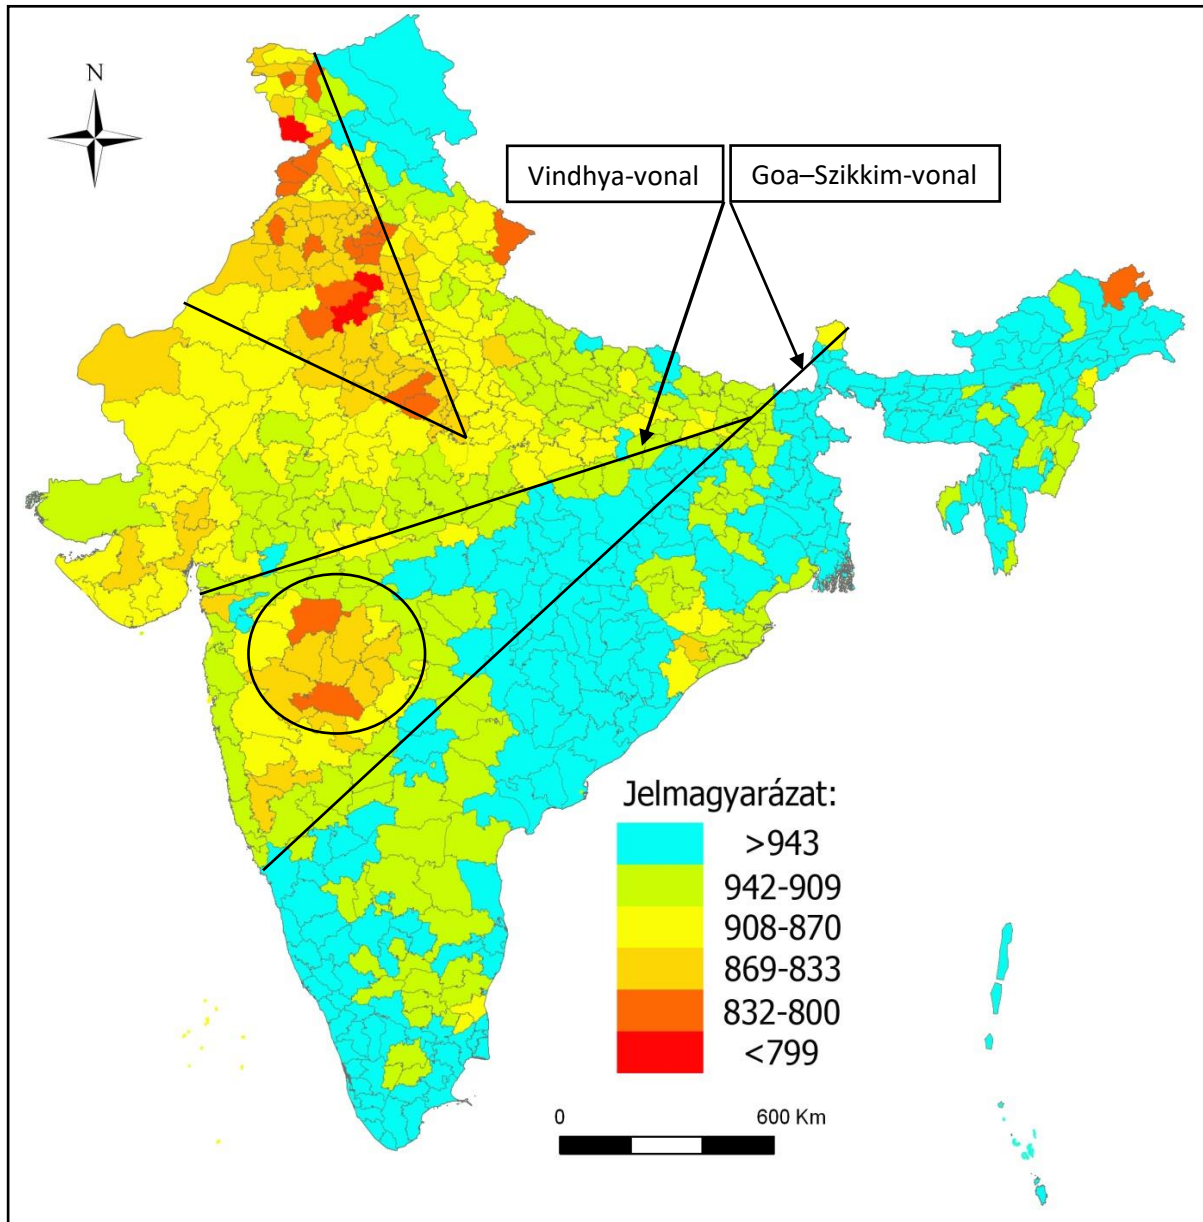 N
Vindhya-vonal
Goa–Szikkim-vonal
Jelmagyarázat:
>943
942-909
908-870
869-833
832-800
<799
0
600 Km